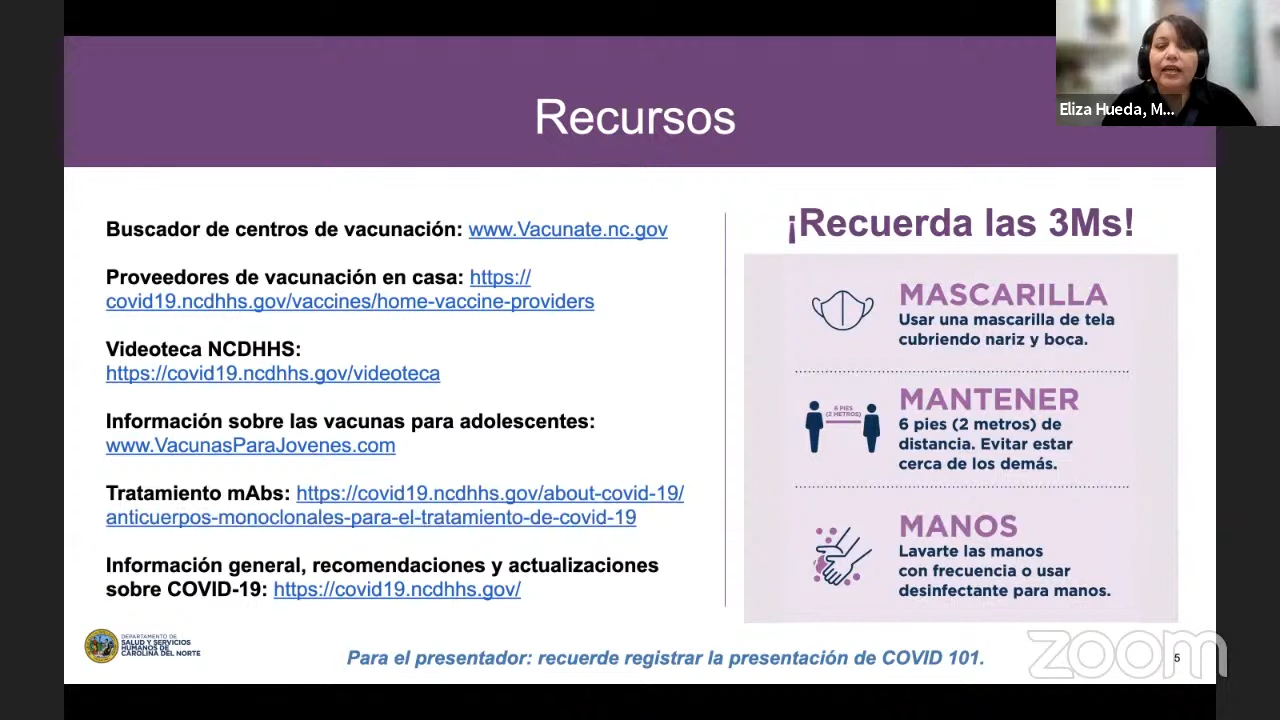 Recursos
Eliza Hueda, M...
Buscador de centros de vacunación: www.Vacunate.nc.gov
Proveedores de vacunación en casa: https://
covid19.ncdhhs.gov/vaccines/home-vaccine-providers
Videoteca NCDHHS:
https://covid19.ncdhhs.gov/videoteca
Información sobre las vacunas para adolescentes:
www.VacunasParaJovenes.com
Tratamiento mAbs: https://covid19.ncdhhs.gov/about-covid-19/
anticuerpos-monoclonales-para-el-tratamiento-de-covid-19
Información general, recomendaciones y actualizaciones
sobre COVID-19: https://covid19.ncdhhs.gov/
¡Recuerda las 3Ms!
MASCARILLA
Usar una mascarilla de tela
cubriendo nariz y boca.
6 PIES
(2 METROS)
MANTENER
6 pies (2 metros) de
distancia. Evitar estar
cerca de los demás.
MANOS
Lavarte las manos
con frecuencia o usar
desinfectante para manos.
DEPARTAMENTO DE
SALUD Y SERVICIOS
HUMANOS DE
CAROLINA DEL NORTE
Para el presentador: recuerde registrar la presentación de COVID 101.
zoom
5